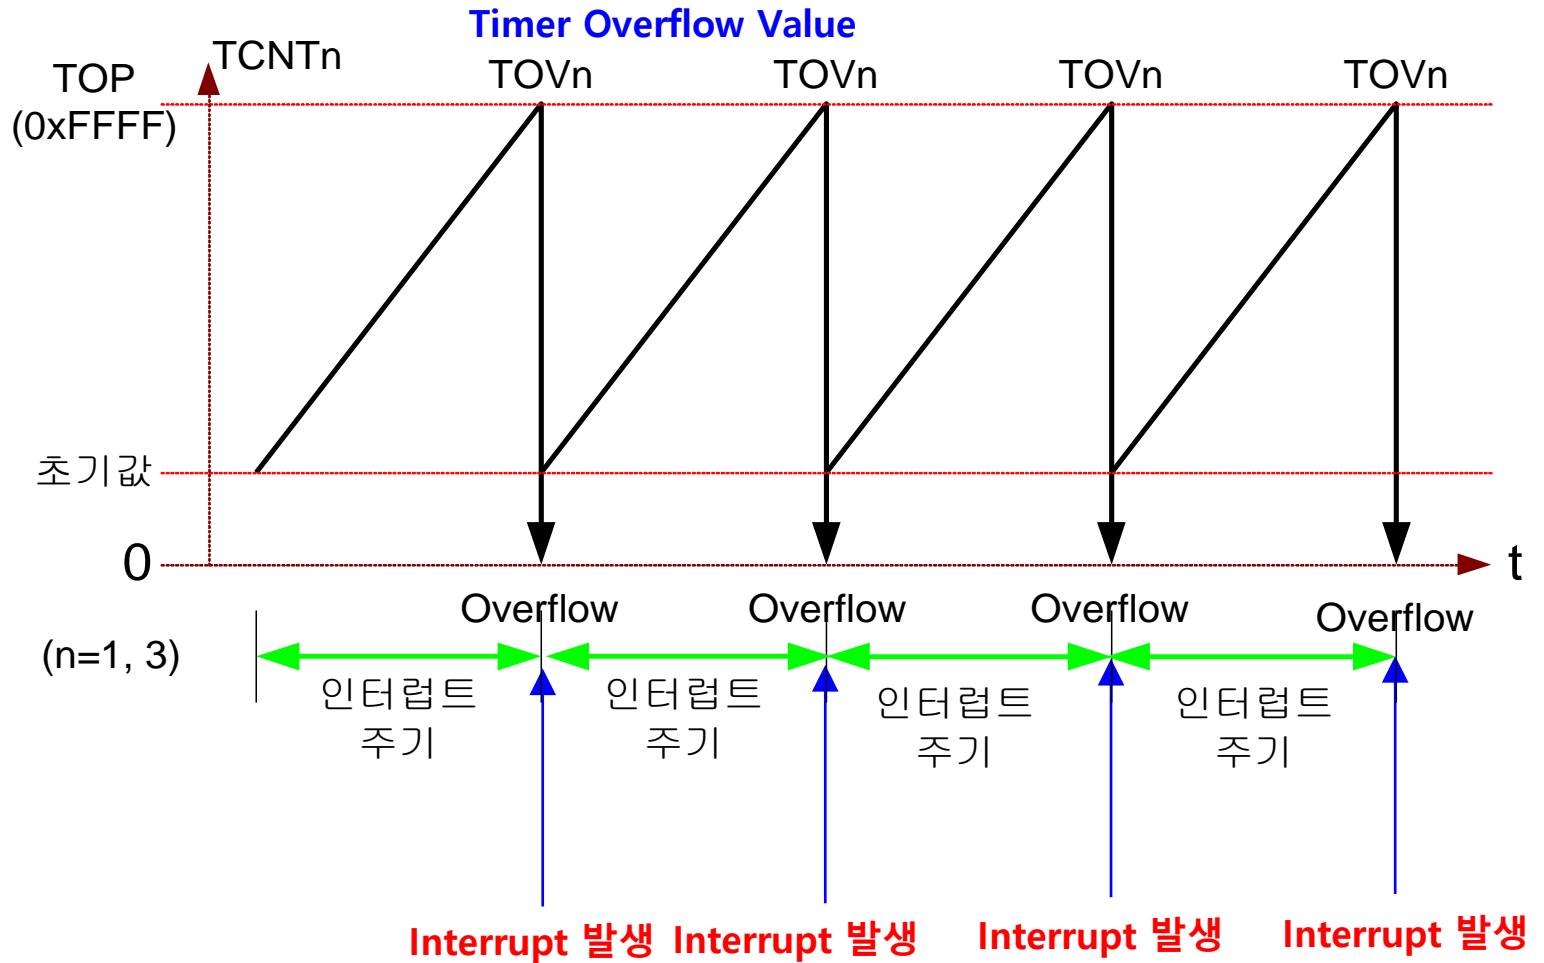 Timer Overflow Value
TCNTn
TOP
(0xFFFF)
TOVn TOVn TOVn TOVn
초기값
0
t
Overflow Overflow Overflow Overflow
(n=1, 3)
인터럽트 인터럽트 인터럽트 인터럽트
주기 주기 주기 주기
Interrupt 발생 Interrupt 발생 Interrupt 발생 Interrupt 발생